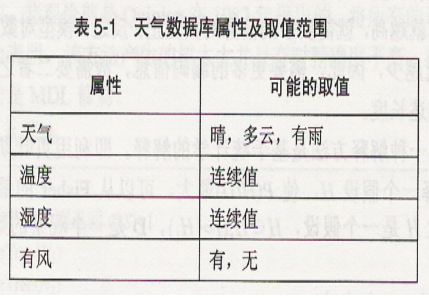 表 5-1 天气数据库属性及取值范围
属性 可能的取值
天气 晴，多云，有雨
温度 连续值
湿度 连续值
有风 有，无